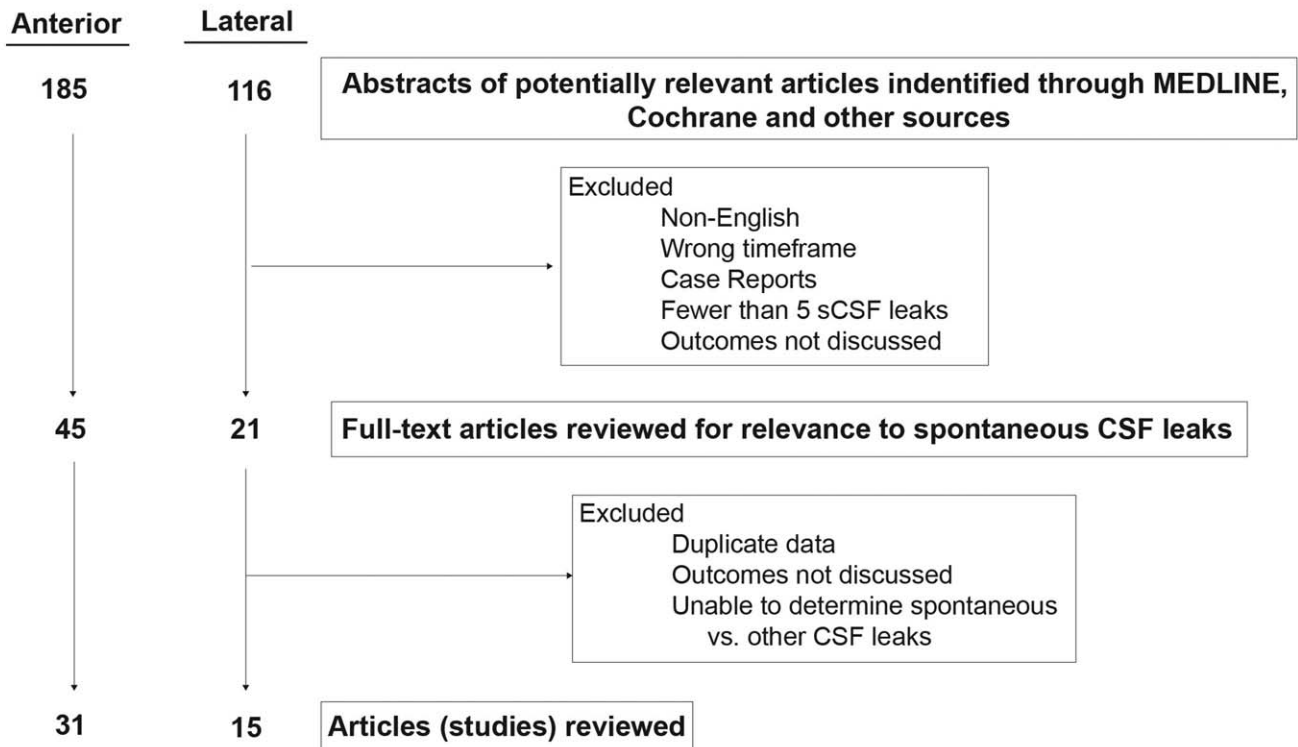 Anterior Lateral
185 116 Abstracts of potentially relevant articles indentified through MEDLINE,
Cochrane and other sources
Excluded
Non-English
Wrong timeframe
Case Reports
Fewer than 5 sCSF leaks
Outcomes not discussed
45 21 Full-text articles reviewed for relevance to spontaneous CSF leaks
Excluded
Duplicate data
Outcomes not discussed
Unable to determine spontaneous
vs. other CSF leaks
31 15 Articles (studies) reviewed